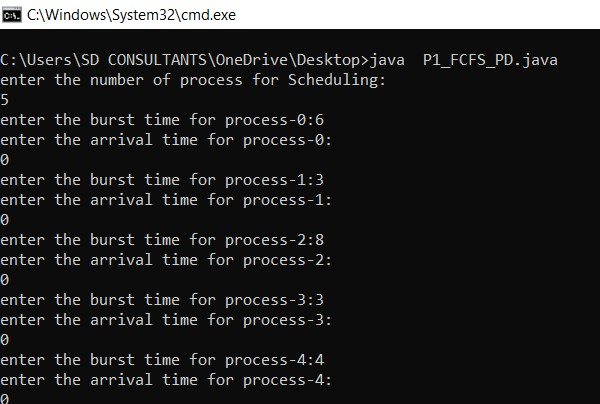 C:\Windows\System32\cmd.exe
C:\Users\SD CONSULTANTS\OneDrive\Desktop>java  P1_FCFS_PD.java
enter the number of process for Scheduling:
5
enter the burst time for process-0:6
enter the arrival time for process-0:
0
enter the burst time for process-1:3
enter the arrival time for process-1:
0
enter the burst time for process-2:8
enter the arrival time for process-2:
0
enter the burst time for process-3:3
enter the arrival time for process-3:
0
enter the burst time for process-4:4
enter the arrival time for process-4:
0